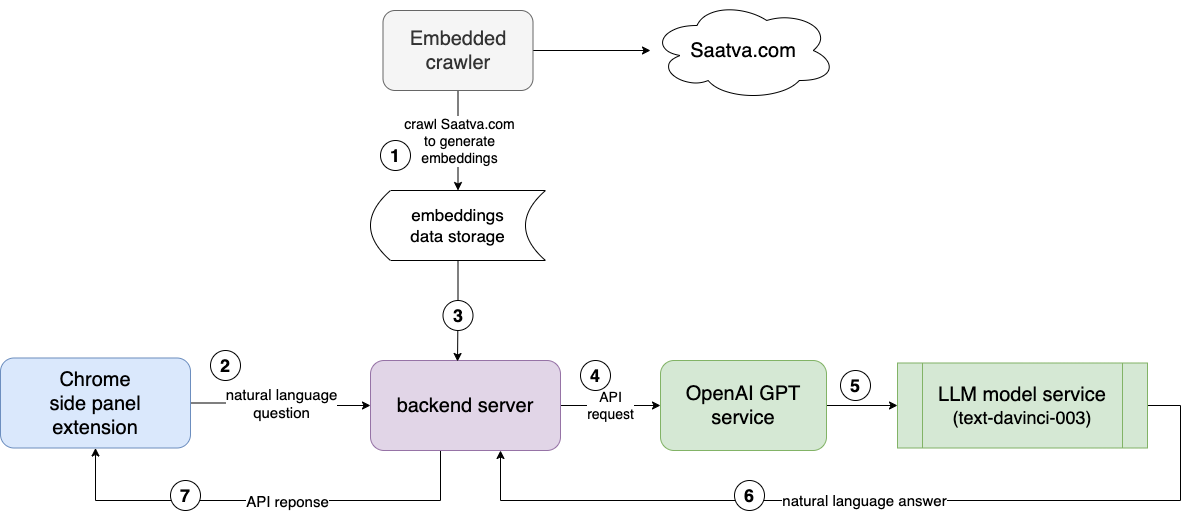 Embedded
crawler
Saatva.com
crawl Saatva.com
to generate
embeddings
1
embeddings
data storage
3
Chrome
side panel
extension
2
natural language
question
backend server
4
API
request
OpenAI GPT
service
5
LLM model service
(text-davinci-003)
7
API reponse
6
natural language answer